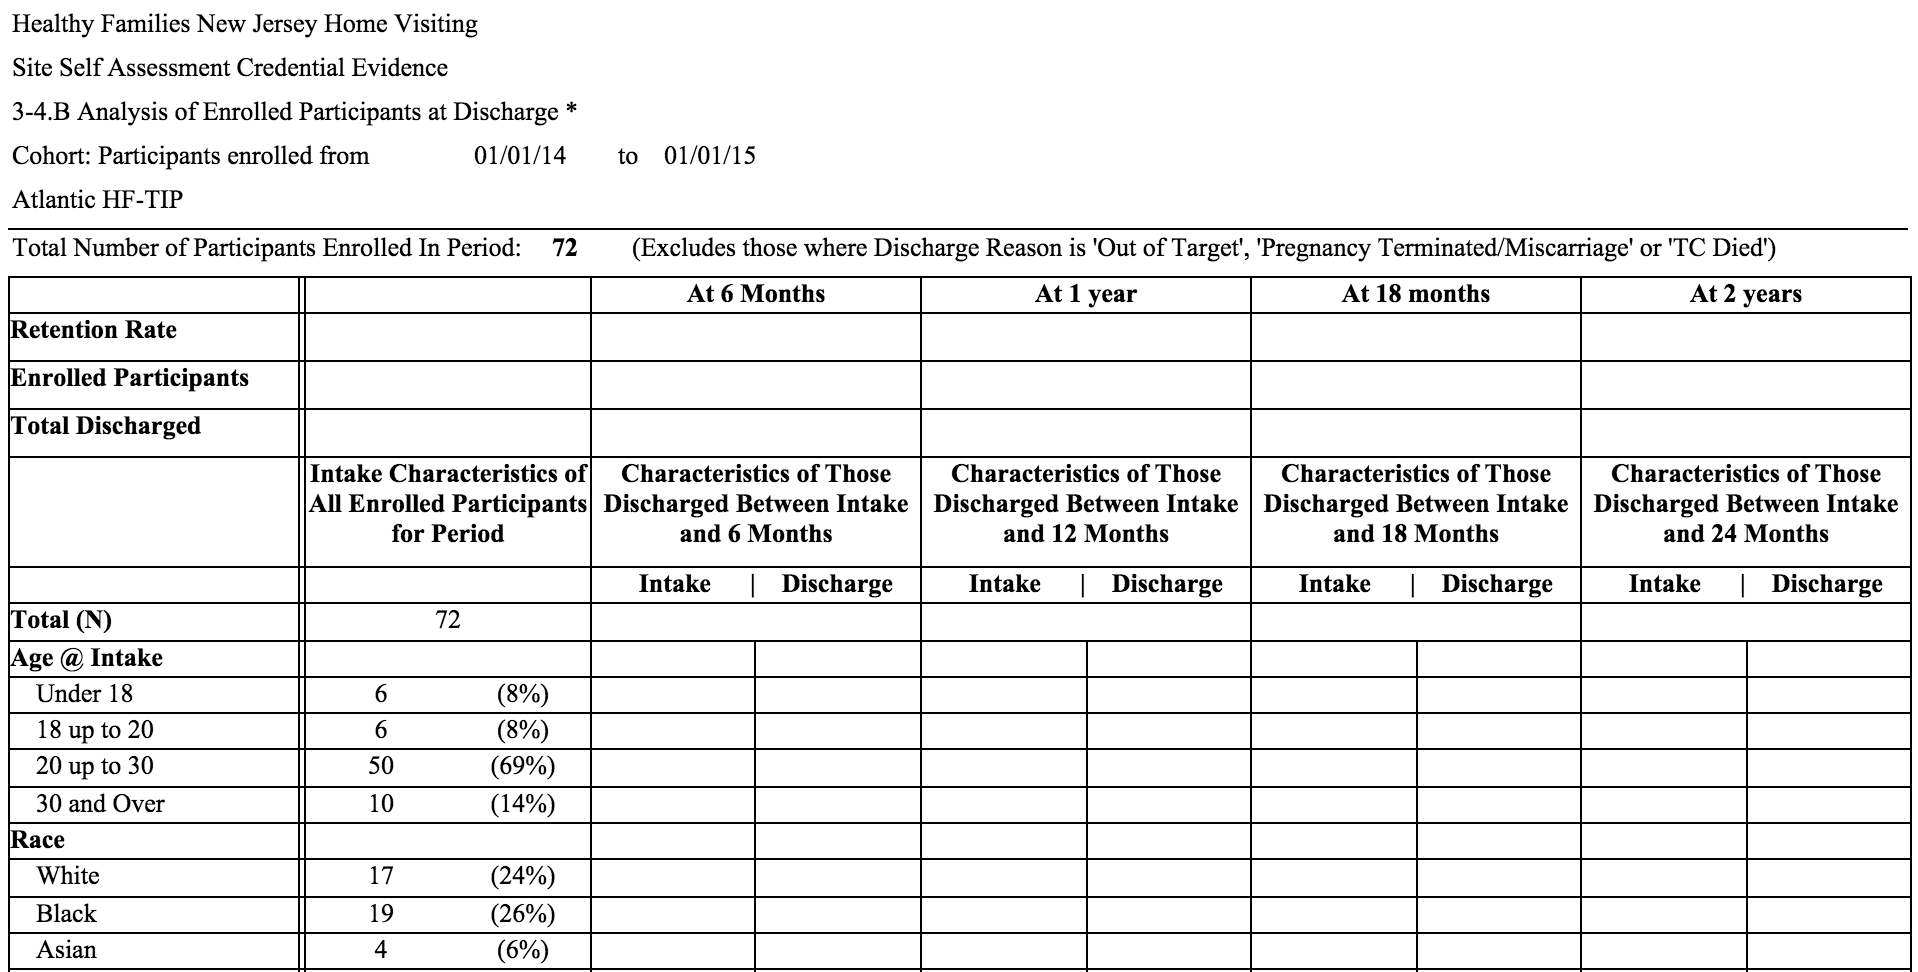 Healthy Families New Jersey Home Visiting
Site Self Assessment Credential Evidence
3-4.B Analysis of Enrolled Participants at Discharge *
Cohort: Participants enrolled from 01/01/14 to 01/01/15
Atlantic HF-TIP
Total Number of Participants Enrolled In Period: 72 (Excludes those where Discharge Reason is 'Out of Target', 'Pregnancy Terminated/Miscarriage' or 'TC Died')
At 6 Months At 1 year At 18 months At 2 years
Retention Rate
Enrolled Participants
Total Discharged
Intake Characteristics of Characteristics of Those Characteristics of Those Characteristics of Those Characteristics of Those
All Enrolled Participants Discharged Between Intake Discharged Between Intake Discharged Between Intake Discharged Between Intake
for Period and 6 Months and 12 Months and 18 Months and 24 Months
Intake | Discharge Intake | Discharge Intake | Discharge Intake | Discharge
Total (N) 72
Age @ Intake
Under 18 6 (8%)
18 up to 20 6 (8%)
20 up to 30 50 (69%)
30 and Over 10 (14%)
Race
White 17 (24%)
Black 19 (26%)
Asian 4 (6%)